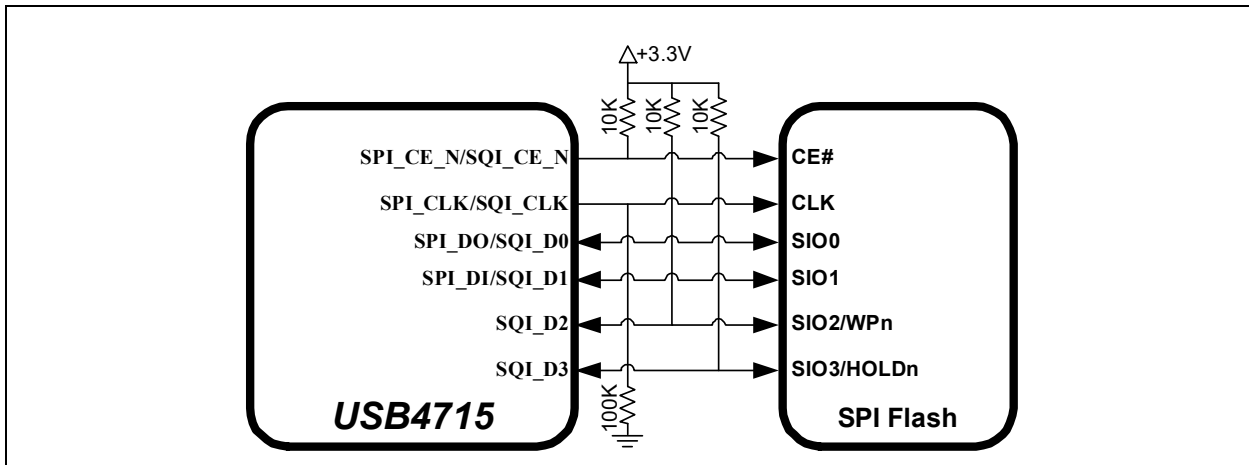 +3.3V
10K 10K 10K
SPI_CE_N/SQI_CE_N CE#
SPI_CLK/SQI_CLK CLK
SPI_DO/SQI_D0 SIO0
SPI_DI/SQI_D1 SIO1
SQI_D2 SIO2/WPn
SQI_D3 SIO3/HOLDn
100K
USB4715 SPI Flash